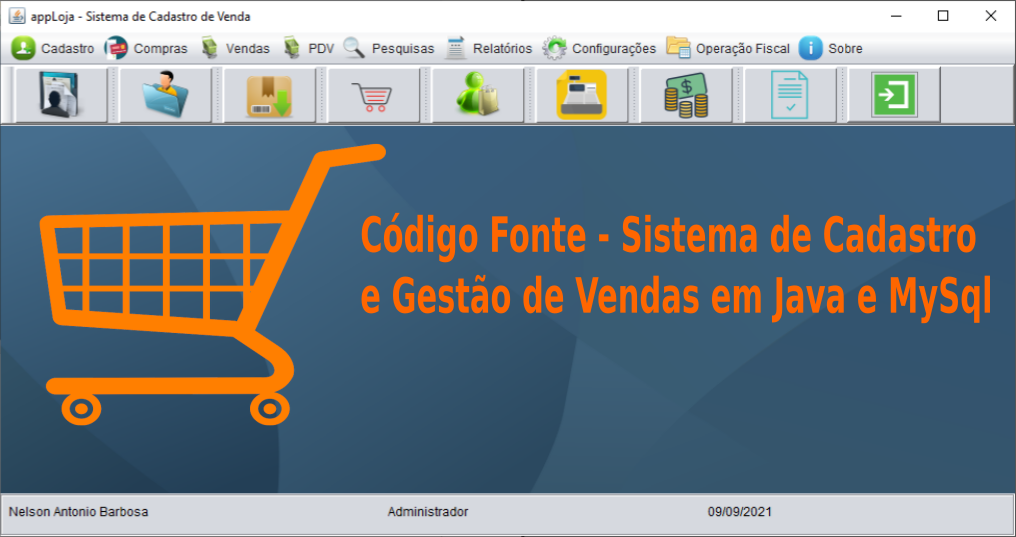 appLoja - Sistema de Cadastro de Venda
Cadastro Compras Vendas PDV Pesquisas Relatórios Configurações Operação Fiscal Sobre
Código Fonte - Sistema de Cadastro
e Gestão de Vendas em Java e MySql
Nelson Antonio Barbosa Administrador 09/09/2021